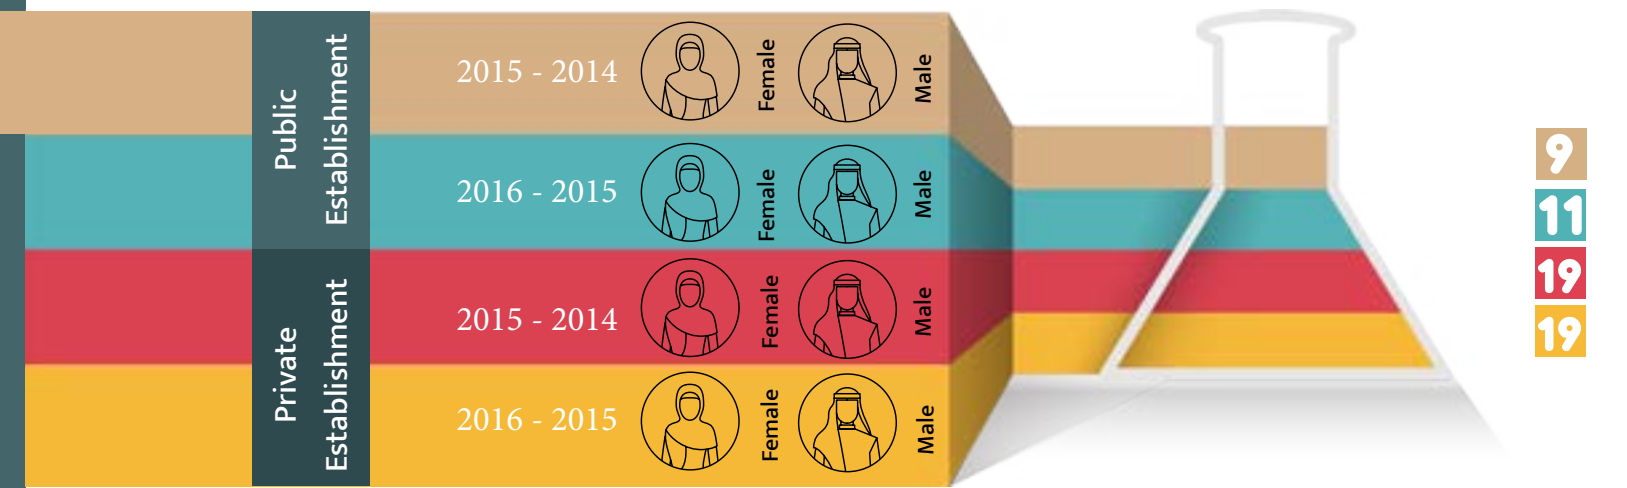 Public
Establishment
2015 - 2014
Female
Male
9
2016 - 2015
Female
Male
11
Private
Establishment
2015 - 2014
Female
Male
19
2016 - 2015
Female
Male
19